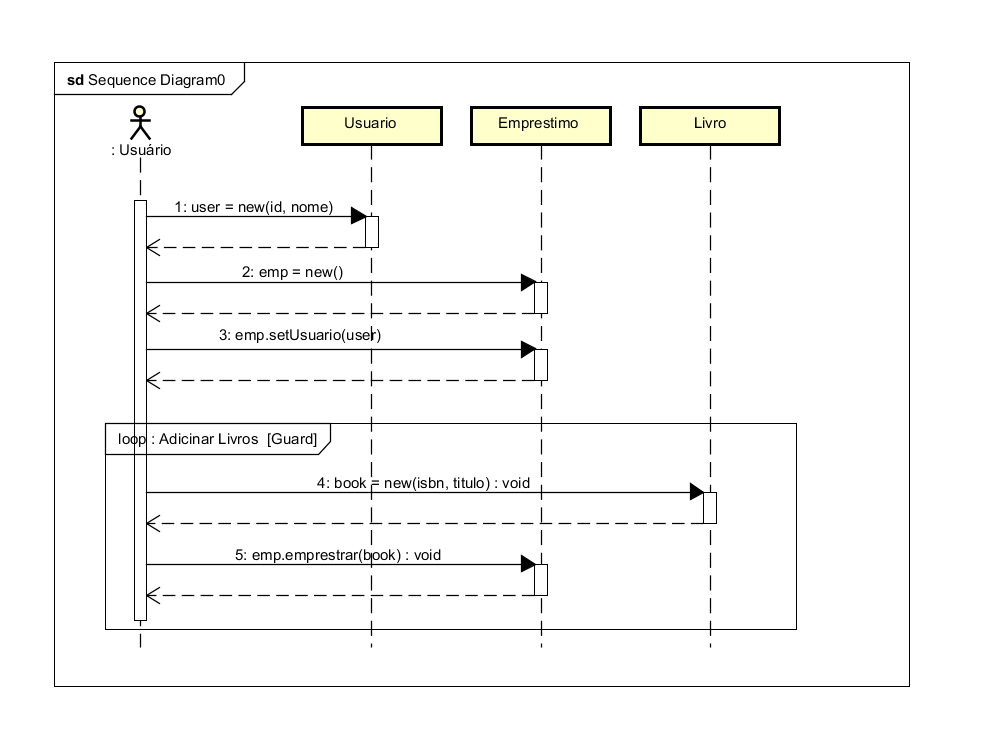 sd Sequence Diagram0
: Usuário
Usuario
Emprestimo
Livro
1: user = new(id, nome)
2: emp = new()
3: emp.setUsuario(user)
loop : Adicinar Livros [Guard]
4: book = new(isbn, titulo) : void
5: emp.emprestrar(book) : void